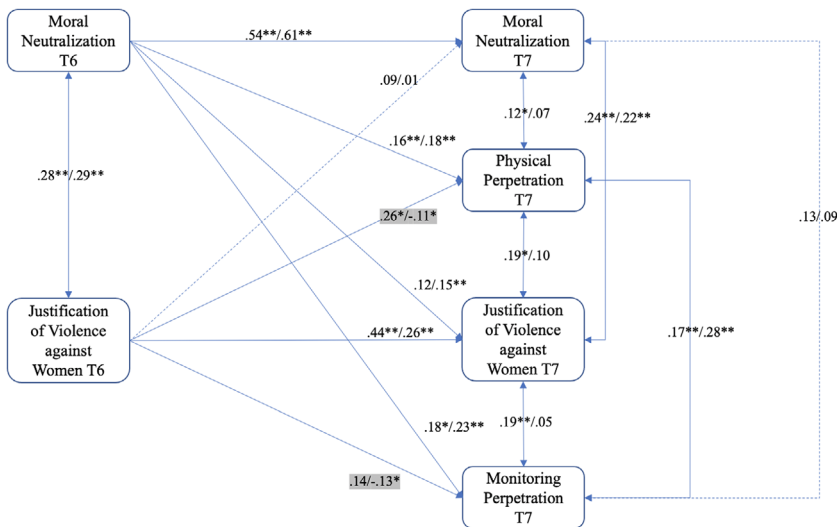 Moral
Neutralization
T6
.54**/.61**
Moral
Neutralization
T7
.09/.01
.12*/.07
.24**/.22**
.16**/.18**
Physical
Perpetration
T7
.28**/.29**
.26*/-.11*
.13/.09
.19*/.10
.12/.15**
Justification
of Violence
against
Women T6
.44**/.26**
Justification
of Violence
against
Women T7
.17**/.28**
.18*/.23**
.19**/.05
.14/-.13*
Monitoring
Perpetration
T7